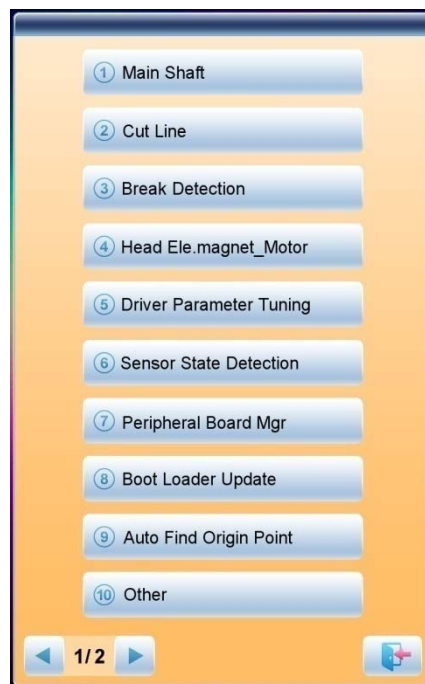 1 Main Shaft
2 Cut Line
3 Break Detection
4 Head Ele.magnet_Motor
5 Driver Parameter Tuning
6 Sensor State Detection
7 Peripheral Board Mgr
8 Boot Loader Update
9 Auto Find Origin Point
10 Other
1/2